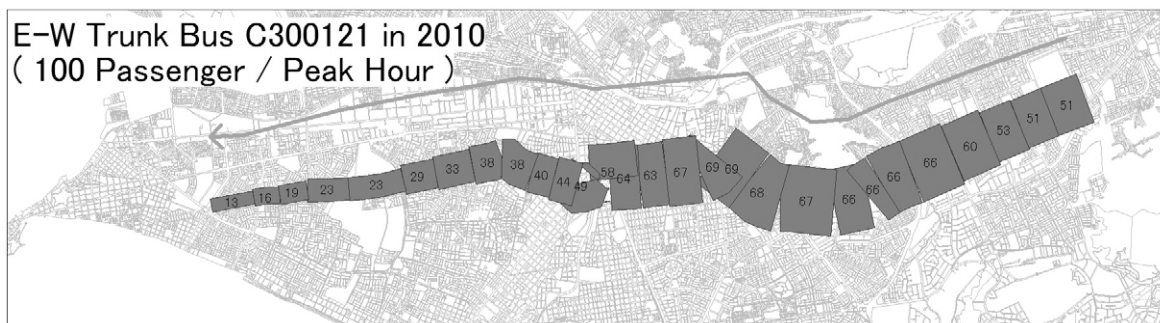 E-W Trunk Bus C300121 in 2010
( 100 Passenger / Peak Hour )
13 16 19 23 23 29 33 38 38 40 44 49 58 64 63 67 69 69 68 67 66 66 66 66 60 53 51 51